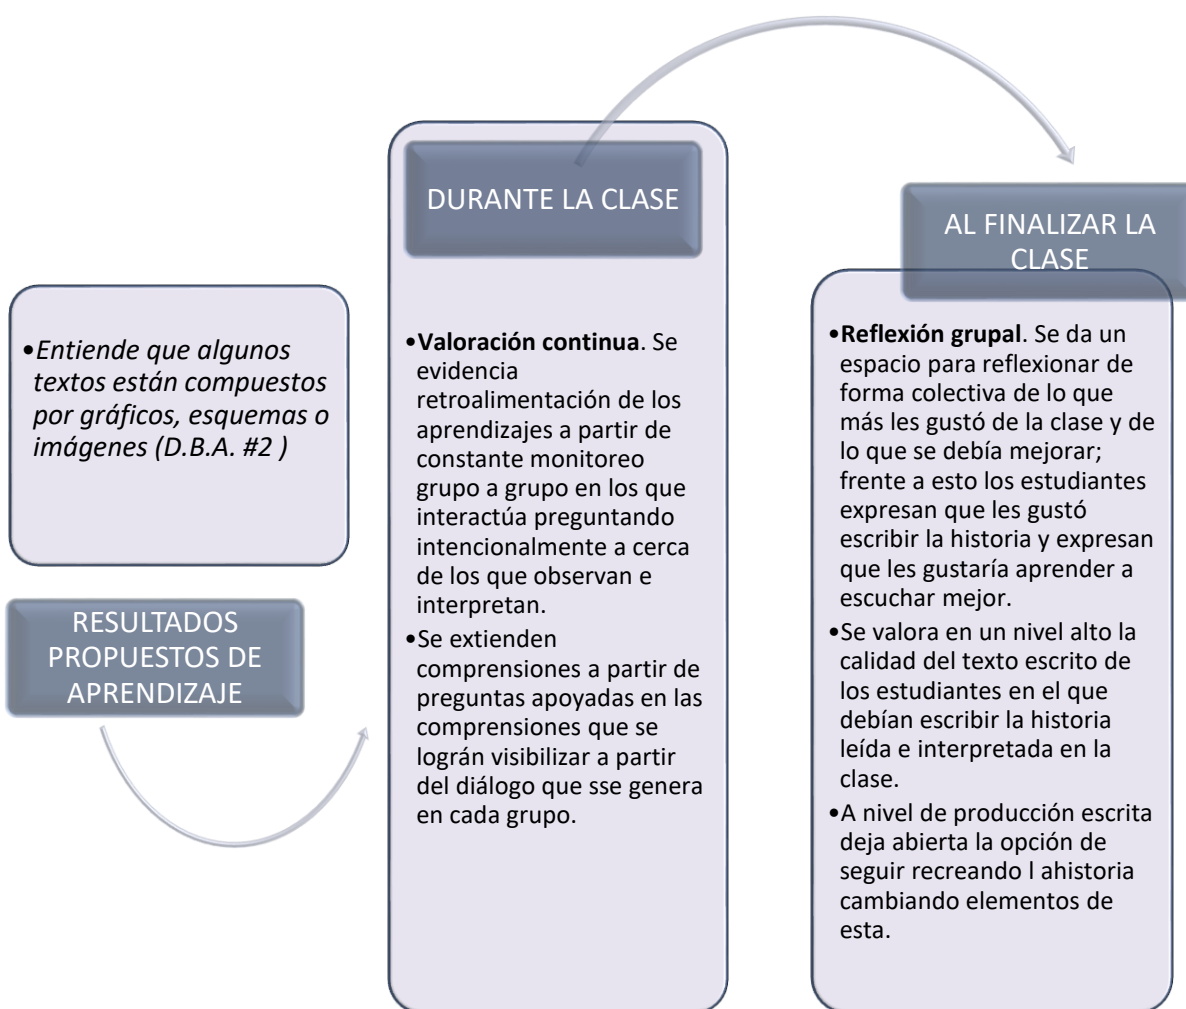 •Entiende que algunos
textos están compuestos
por gráficos, esquemas o
imágenes (D.B.A. #2 )
RESULTADOS
PROPUESTOS DE
APRENDIZAJE
DURANTE LA CLASE
•Valoración continua. Se
evidencia
retroalimentación de los
aprendizajes a partir de
constante monitoreo
grupo a grupo en los que
interactúa preguntando
intencionalmente a cerca
de los que observan e
interpretan.
•Se extienden
comprensiones a partir de
preguntas apoyadas en las
comprensiones que se
lográn visibilizar a partir
del diálogo que sse genera
en cada grupo.
AL FINALIZAR LA
CLASE
•Reflexión grupal. Se da un
espacio para reflexionar de
forma colectiva de lo que
más les gustó de la clase y de
lo que se debía mejorar;
frente a esto los estudiantes
expresan que les gustó
escribir la historia y expresan
que les gustaría aprender a
escuchar mejor.
•Se valora en un nivel alto la
calidad del texto escrito de
los estudiantes en el que
debían escribir la historia
leída e interpretada en la
clase.
•A nivel de producción escrita
deja abierta la opción de
seguir recreando l ahistoria
cambiando elementos de
esta.